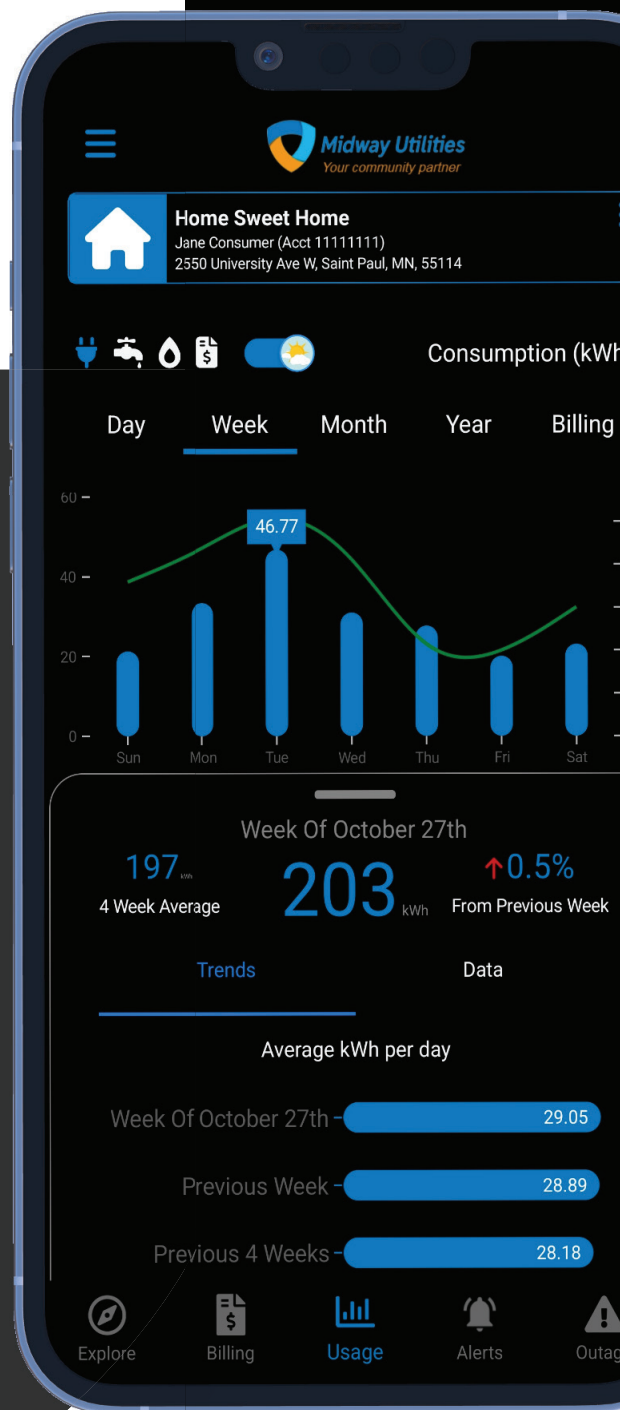 Midway Utilities
Your community partner
Home Sweet Home
Jane Consumer (Acct 11111111)
2550 University Ave W, Saint Paul, MN, 55114
Consumption (kWh
Day Week Month Year Billing
60
46.77
40
20
0
Sun Mon Tue Wed Thu Fri Sat
Week Of October 27th
197 kWh 203 kWh 0.5%
4 Week Average From Previous Week
Trends Data
Average kWh per day
Week Of October 27th 29.05
Previous Week 28.89
Previous 4 Weeks 28.18
Explore Billing Usage Alerts Outag